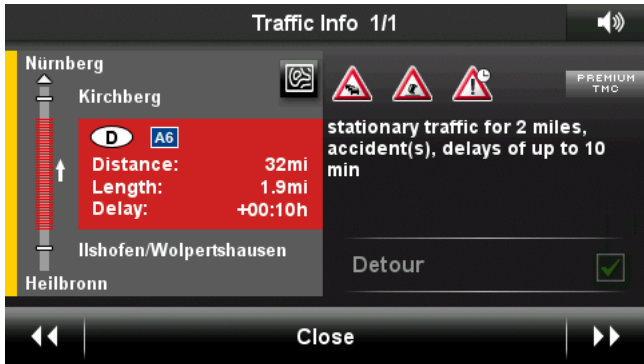 Traffic Info 1/1
Nürnberg
Kirchberg
D A6
Distance: 32mi
Length: 1.9mi
Delay: +00:10h
Ilshofen/Wolpertshausen
Heilbronn
PREMIUM
TMC
stationary traffic for 2 miles,
accident(s), delays of up to 10
min
Detour
Close